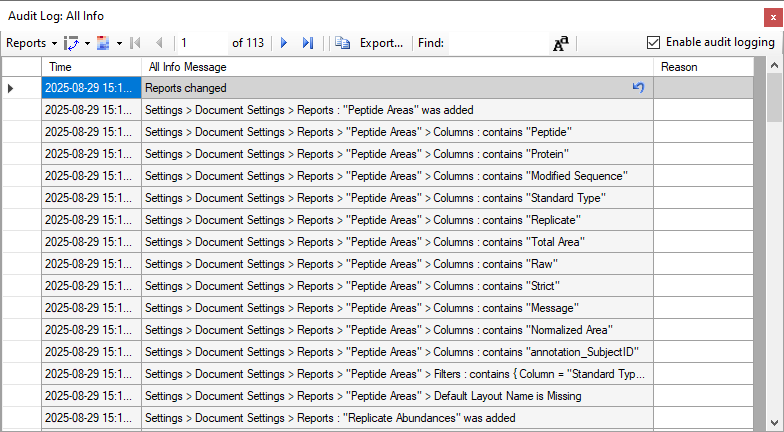 Audit Log: All Info
x
Reports 1 of 113 Export... Find: Aa Enable audit logging
Time All Info Message Reason
2025-08-29 15:1... Reports changed
2025-08-29 15:1... Settings > Document Settings > Reports : "Peptide Areas" was added
2025-08-29 15:1... Settings > Document Settings > Reports > "Peptide Areas" > Columns : contains "Peptide"
2025-08-29 15:1... Settings > Document Settings > Reports > "Peptide Areas" > Columns : contains "Protein"
2025-08-29 15:1... Settings > Document Settings > Reports > "Peptide Areas" > Columns : contains "Modified Sequence"
2025-08-29 15:1... Settings > Document Settings > Reports > "Peptide Areas" > Columns : contains "Standard Type"
2025-08-29 15:1... Settings > Document Settings > Reports > "Peptide Areas" > Columns : contains "Replicate"
2025-08-29 15:1... Settings > Document Settings > Reports > "Peptide Areas" > Columns : contains "Total Area"
2025-08-29 15:1... Settings > Document Settings > Reports > "Peptide Areas" > Columns : contains "Raw"
2025-08-29 15:1... Settings > Document Settings > Reports > "Peptide Areas" > Columns : contains "Strict"
2025-08-29 15:1... Settings > Document Settings > Reports > "Peptide Areas" > Columns : contains "Message"
2025-08-29 15:1... Settings > Document Settings > Reports > "Peptide Areas" > Columns : contains "Normalized Area"
2025-08-29 15:1... Settings > Document Settings > Reports > "Peptide Areas" > Columns : contains "annotation_SubjectID"
2025-08-29 15:1... Settings > Document Settings > Reports > "Peptide Areas" > Filters : contains { Column = "Standard Typ...
2025-08-29 15:1... Settings > Document Settings > Reports > "Peptide Areas" > Default Layout Name is Missing
2025-08-29 15:1... Settings > Document Settings > Reports : "Replicate Abundances" was added